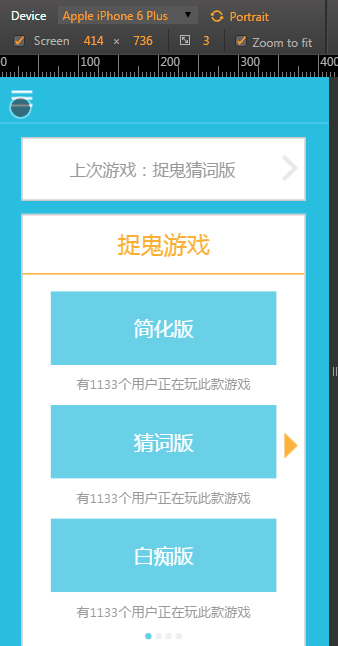 Device Apple iPhone 6 Plus Portrait
Screen 414 × 736 3 Zoom to fit
0 100 200 300 400
上次游戏：捉鬼猜词版
捉鬼游戏
简化版
有1133个用户正在玩此款游戏
猜词版
有1133个用户正在玩此款游戏
白痴版
有1133个用户正在玩此款游戏